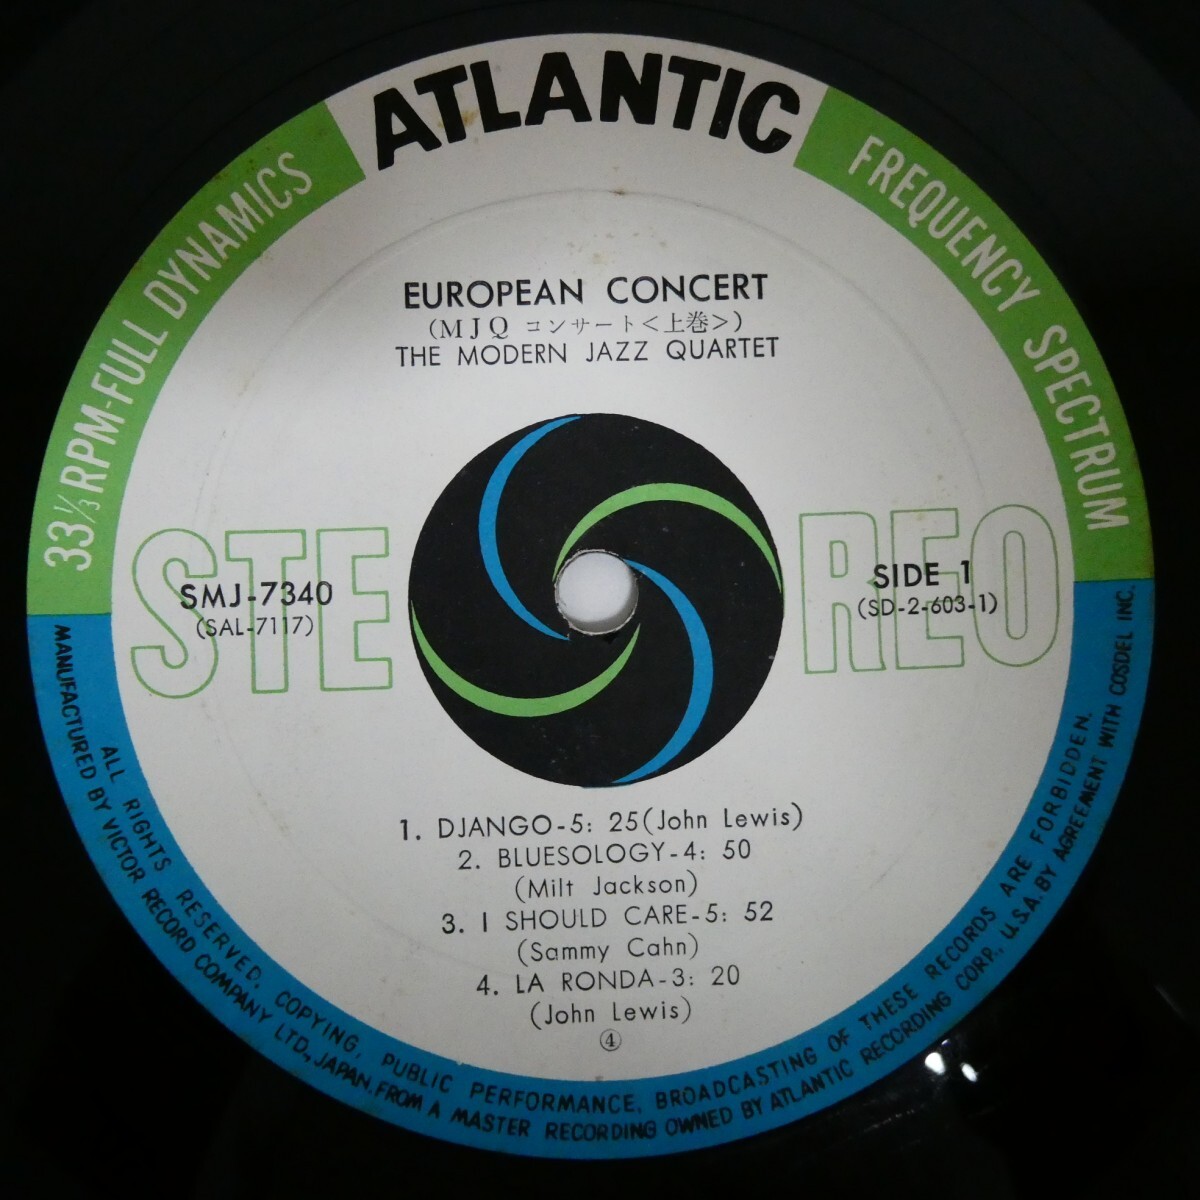 ATLANTIC
33 1/3 RPM-FULL DYNAMICS
FREQUENCY SPECTRUM
EUROPEAN CONCERT
(MJQ コンサート<上巻>)
THE MODERN JAZZ QUARTET
STEREO
SMJ-7340
(SAL-7117)
SIDE 1
(SD-2-603-1)
1. DJANGO-5: 25(John Lewis)
2. BLUESOLOGY-4: 50
(Milt Jackson)
3. I SHOULD CARE-5: 52
(Sammy Cahn)
4. LA RONDA-3: 20
(John Lewis)
④
ALL RIGHTS RESERVED, COPYING, PUBLIC PERFORMANCE, BROADCASTING OF THESE RECORDS ARE FORBIDDEN.
MANUFACTURED BY VICTOR RECORD COMPANY LTD., JAPAN. FROM A MASTER RECORDING OWNED BY ATLANTIC RECORDING CORP., U.S.A. BY AGREEMENT WITH COSDEL INC.